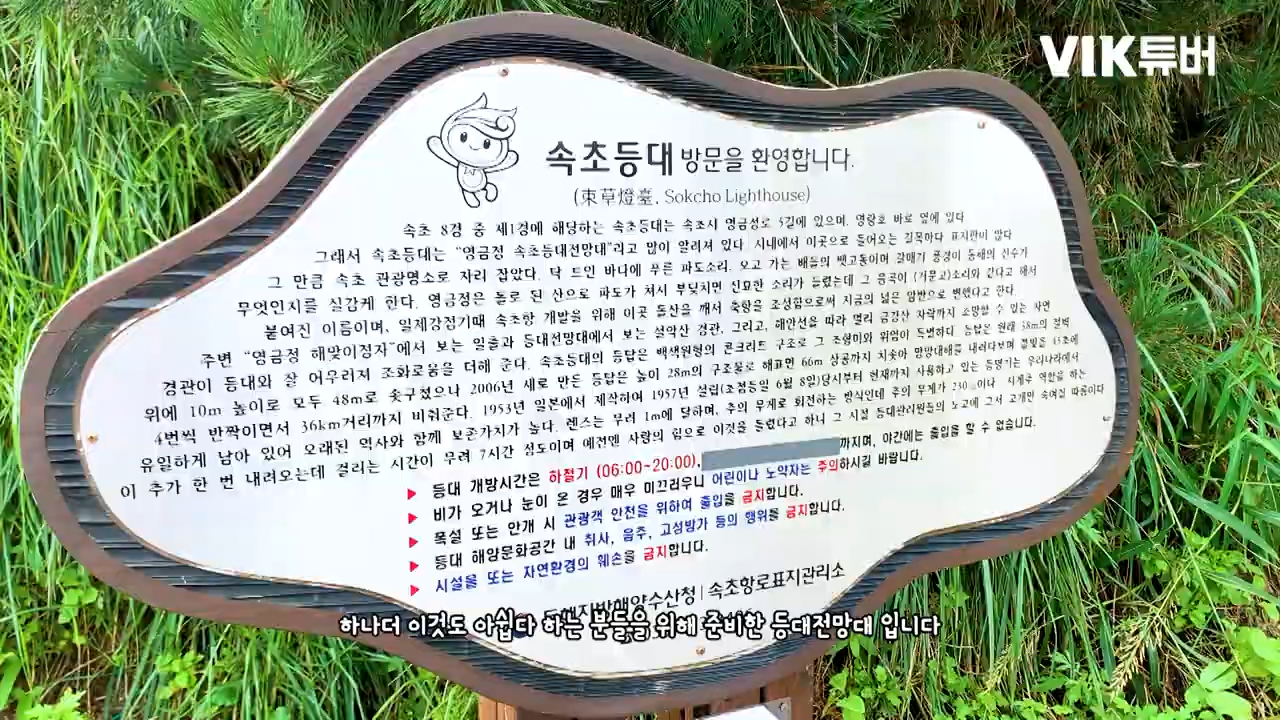 VIK튜버
속초등대 방문을 환영합니다.
(束草燈臺, Sokcho Lighthouse)
속초 8경 중 제1경에 해당하는 속초등대는 속초시 영금정로 5길에 있으며, 영랑호 바로 옆에 있다.
그래서 속초등대는 "영금정 속초등대전망대"라고 많이 알려져 있다. 시내에서 이곳으로 들어오는 길목마다 표지판이 많다.
그 만큼 속초 관광명소로 자리 잡았다. 탁 트인 바다에 푸른 파도소리, 오고 가는 배들의 뱃고동이며 갈매기 풍경이 동해의 진수가
무엇인지를 실감케 한다. 영금정은 돌로 된 산으로 파도가 쳐서 부딪치면 신묘한 소리가 들렸는데 그 음곡이 (거문고)소리와 같다고 해서
붙여진 이름이며, 일제강점기때 속초항 개발을 위해 이곳 돌산을 깨서 축항을 조성함으로써 지금의 넓은 암반으로 변했다고 한다.
주변 "영금정 해맞이정자"에서 보는 일출과 등대전망대에서 보는 설악산 경관, 그리고, 해안선을 따라 멀리 금강산 자락까지 조망할 수 있는 자연
경관이 등대와 잘 어우러져 조화로움을 더해 준다. 속초등대의 등탑은 백색원형의 콘크리트 구조로 그 조형미와 위엄이 특별하다. 등탑은 원래 38m의 절벽
위에 10m 높이로 모두 48m로 솟구쳤으나 2006년 새로 만든 등탑은 높이 28m의 구조물로 해표면 66m 상공까지 치솟아 망망대해를 내려다보며 불빛을 45초에
4번씩 반짝이면서 36km거리까지 비춰준다. 1953년 일본에서 제작하여 1957년 설립(초점등일 6월 8일)당시부터 현재까지 사용하고 있는 등명기는 우리나라에서
유일하게 남아 있어 오래된 역사와 함께 보존가치가 높다. 렌즈는 무려 1m에 달하며, 추의 무게로 회전하는 방식인데 추의 무게가 230㎏이다. 시계추 역할을 하는
이 추가 한 번 내려오는데 걸리는 시간이 무려 7시간 정도이며 예전엔 사람의 힘으로 이것을 돌렸다고 하니 그 시절 등대관리원들의 노고에 그저 고개만 숙여질 따름이다
▶ 등대 개방시간은 하절기 (06:00~20:00), 까지며, 야간에는 출입을 할 수 없습니다.
▶ 비가 오거나 눈이 온 경우 매우 미끄러우니 어린이나 노약자는 주의하시길 바랍니다.
▶ 폭설 또는 안개 시 관광객 안전을 위하여 출입을 금지합니다.
▶ 등대 해양문화공간 내 취사, 음주, 고성방가 등의 행위를 금지합니다.
▶ 시설물 또는 자연환경의 훼손을 금지합니다.
동해지방해양수산청 | 속초항로표지관리소
하나더 이것도 아쉽다 하는 분들을 위해 준비한 등대전망대 입니다